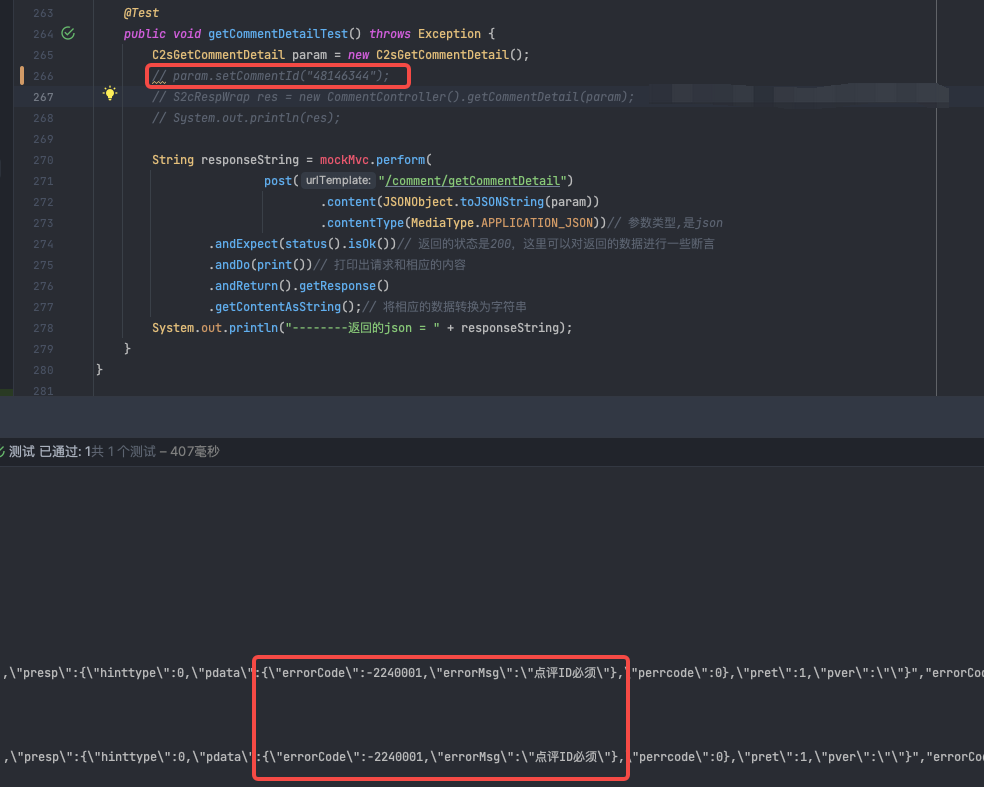 263 @Test
264 public void getCommentDetailTest() throws Exception {
265 C2sGetCommentDetail param = new C2sGetCommentDetail();
266 // param.setCommentId("48146344");
267 // S2cRespWrap res = new CommentController().getCommentDetail(param);
268 // System.out.println(res);
269
270 String responseString = mockMvc.perform(
271 post( urlTemplate: "/comment/getCommentDetail")
272 .content(JSONObject.toJSONString(param))
273 .contentType(MediaType.APPLICATION_JSON))// 参数类型,是json
274 .andExpect(status().isOk())// 返回的状态是200，这里可以对返回的数据进行一些断言
275 .andDo(print())// 打印出请求和相应的内容
276 .andReturn().getResponse()
277 .getContentAsString();// 将相应的数据转换为字符串
278 System.out.println("--------返回的json = " + responseString);
279 }
280 }
281
测试 已通过: 1共 1 个测试 – 407毫秒
,\"presp\":{\"hinttype\":0,\"pdata\":{\"errorCode\":-2240001,\"errorMsg\":\"点评ID必须\"},\"perrcode\":0},\"pret\":1,\"pver\":\"\"}","errorCo
,\"presp\":{\"hinttype\":0,\"pdata\":{\"errorCode\":-2240001,\"errorMsg\":\"点评ID必须\"},\"perrcode\":0},\"pret\":1,\"pver\":\"\"}","errorCo